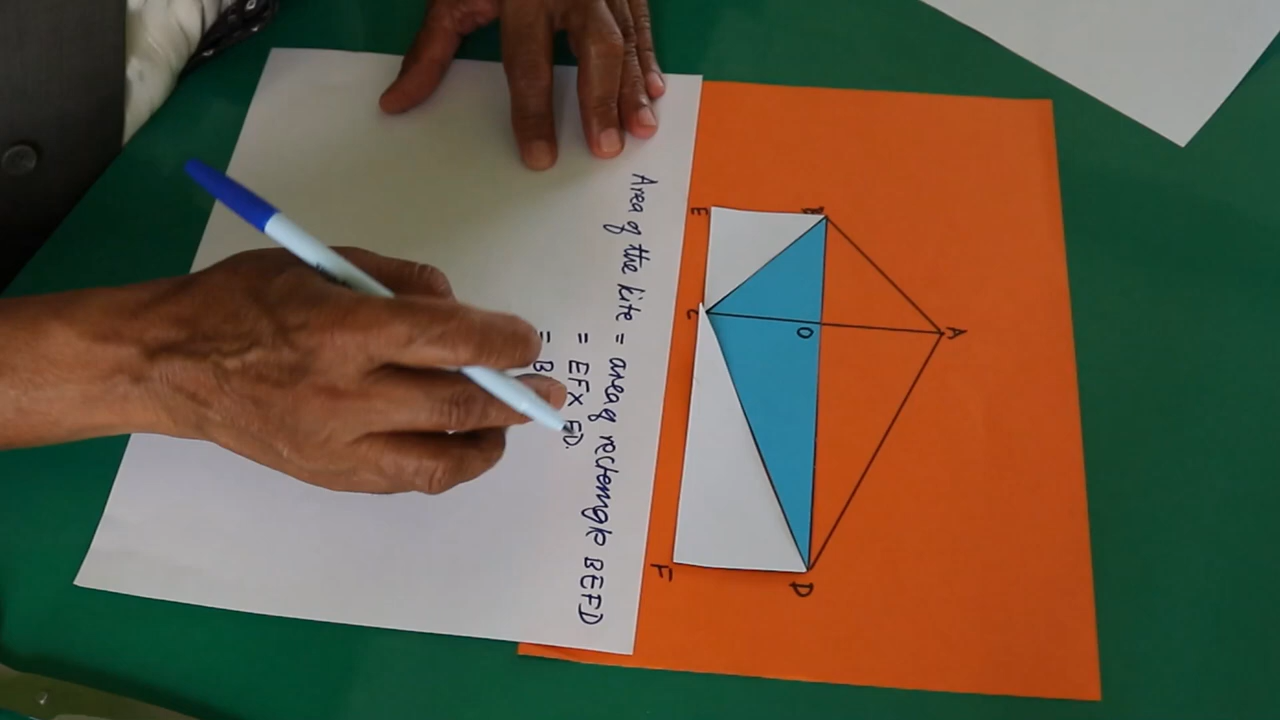 Area of the kite = area of rectangle BEFD
= EF X FD.
= B
E
B
C
O
A
F
D